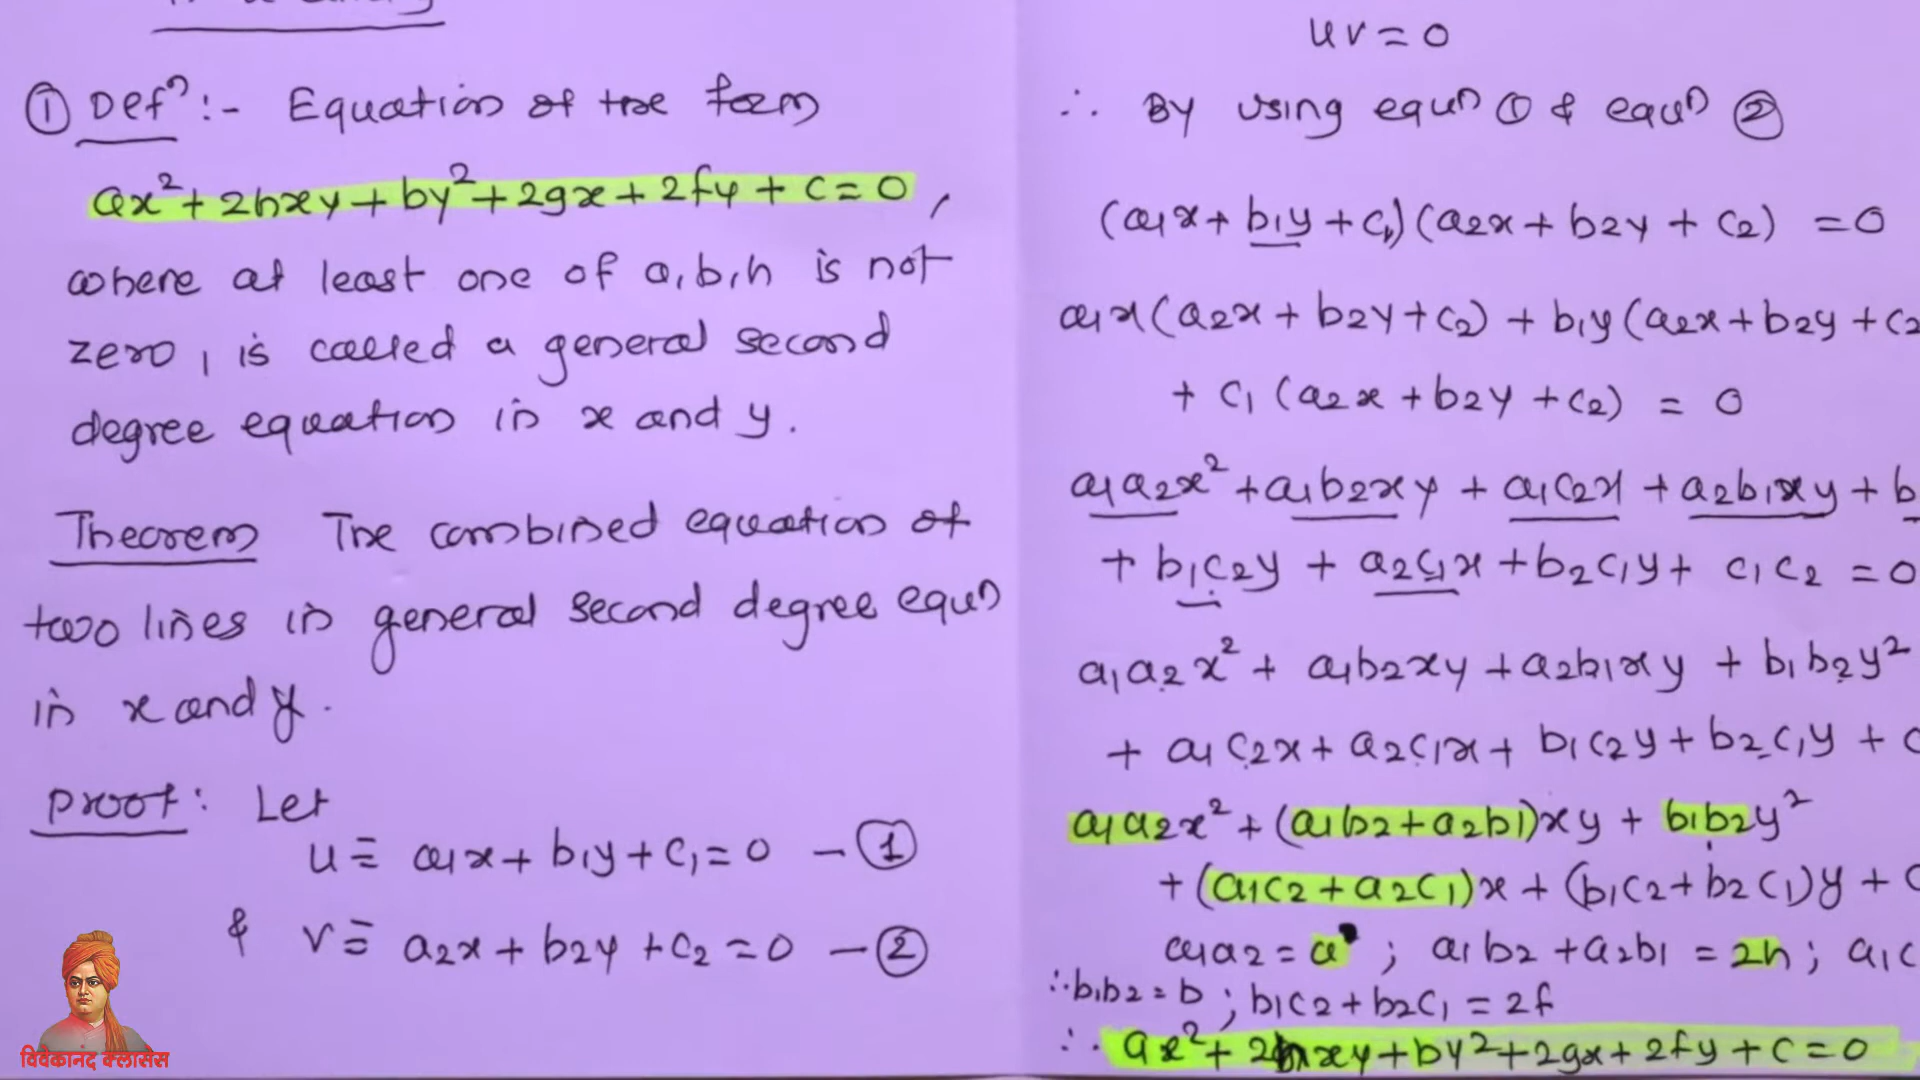 ① Defⁿ :- Equation of the form
ax²+2hxy+by²+2gx+2fy+c=0,
where at least one of a,b,h is not
zero, is called a general second
degree equation in x and y.
Theorem The combined equation of
two lines in general second degree equn
in x and y.
Proof: Let
u ≡ a1x+b1y+c1=0 —①
& v ≡ a2x+b2y+c2=0 —②
विवेकानंद क्लासेस
uv=0
∴ By using equn ① & equn ②
(a1x+b1y+c1)(a2x+b2y+c2) =0
a1x(a2x+b2y+c2)+b1y(a2x+b2y+c2
+ c1(a2x+b2y+c2) = 0
a1a2x²+a1b2xy+a1c2x+a2b1xy+b
+b1c2y+a2c1x+b2c1y+c1c2=0
a1a2x²+a1b2xy+a2b1xy+b1b2y²
+a1c2x+a2c1x+b1c2y+b2c1y+c
a1a2x²+(a1b2+a2b1)xy+b1b2y²
+(a1c2+a2c1)x+(b1c2+b2c1)y+c
a1a2=a ; a1b2+a2b1=2h; a1c
∴ b1b2=b ; b1c2+b2c1=2f
∴ ax²+2hxy+by²+2gx+2fy+c=0